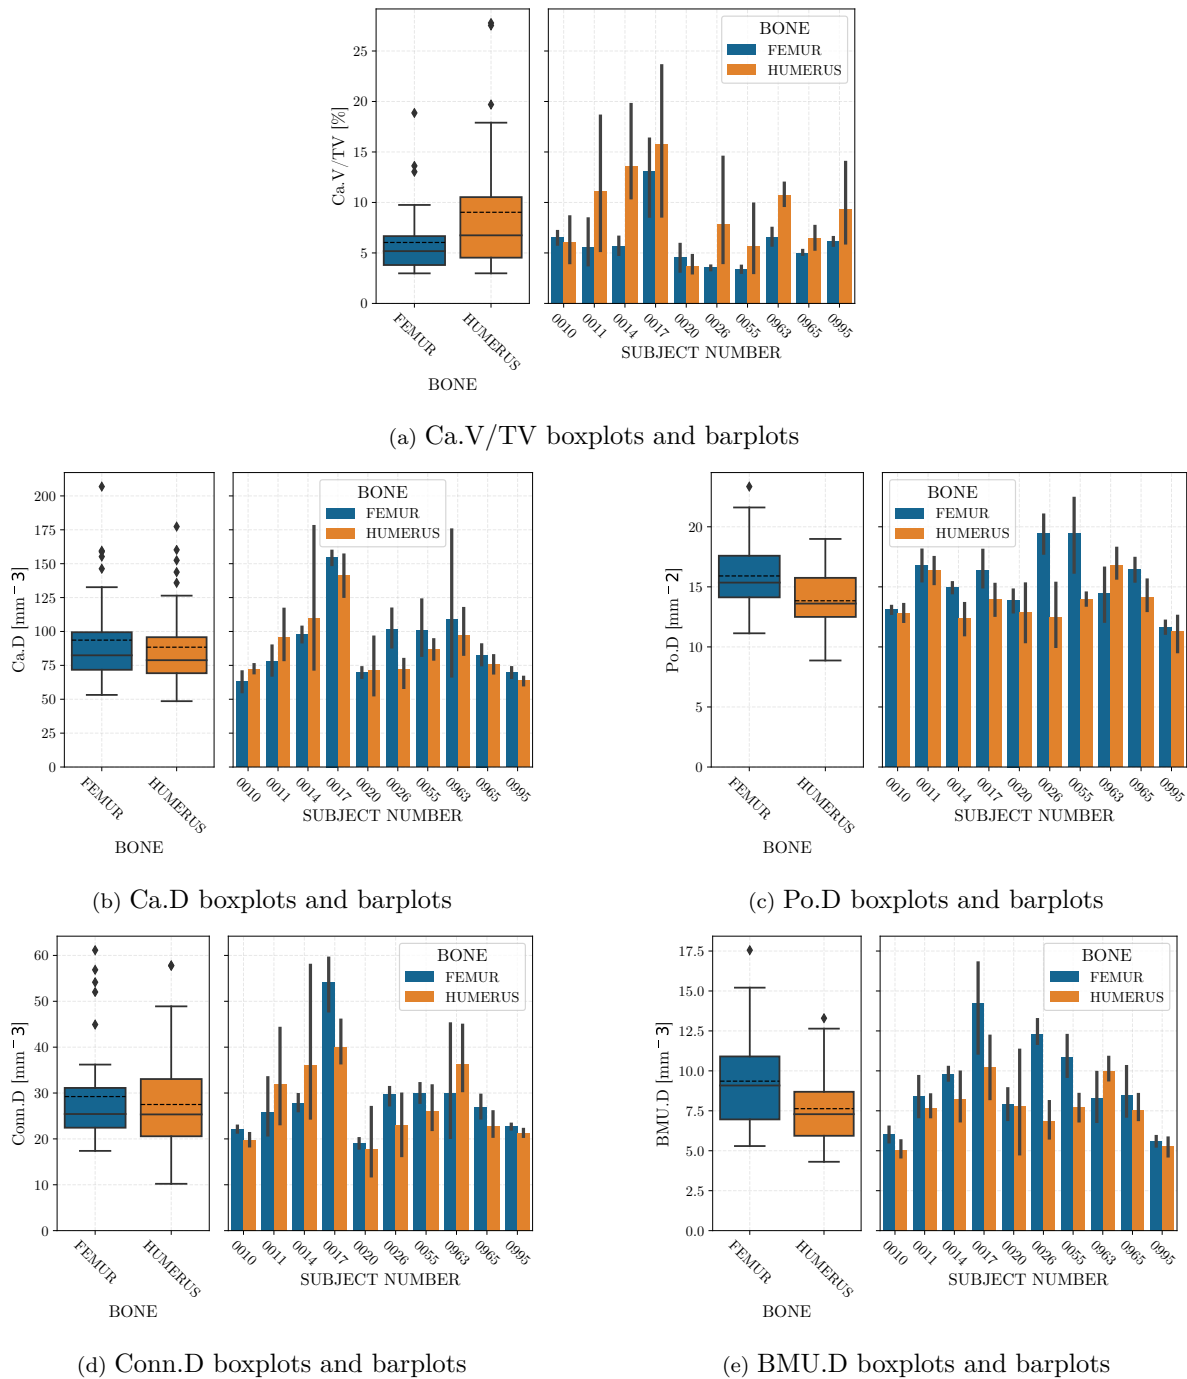 25
20
15
10
5
0
Ca.V/TV [%]
FEMUR
HUMERUS
BONE
BONE
FEMUR
HUMERUS
0010
0011
0014
0017
0020
0026
0055
0963
0965
0995
SUBJECT NUMBER
(a) Ca.V/TV boxplots and barplots
200
175
150
125
100
75
50
25
0
Ca.D [mm−3]
FEMUR
HUMERUS
BONE
BONE
FEMUR
HUMERUS
0010
0011
0014
0017
0020
0026
0055
0963
0965
0995
SUBJECT NUMBER
(b) Ca.D boxplots and barplots
20
15
10
5
0
Po.D [mm−2]
FEMUR
HUMERUS
BONE
BONE
FEMUR
HUMERUS
0010
0011
0014
0017
0020
0026
0055
0963
0965
0995
SUBJECT NUMBER
(c) Po.D boxplots and barplots
60
50
40
30
20
10
0
Conn.D [mm−3]
FEMUR
HUMERUS
BONE
BONE
FEMUR
HUMERUS
0010
0011
0014
0017
0020
0026
0055
0963
0965
0995
SUBJECT NUMBER
(d) Conn.D boxplots and barplots
17.5
15.0
12.5
10.0
7.5
5.0
2.5
0.0
BMU.D [mm−3]
FEMUR
HUMERUS
BONE
BONE
FEMUR
HUMERUS
0010
0011
0014
0017
0020
0026
0055
0963
0965
0995
SUBJECT NUMBER
(e) BMU.D boxplots and barplots